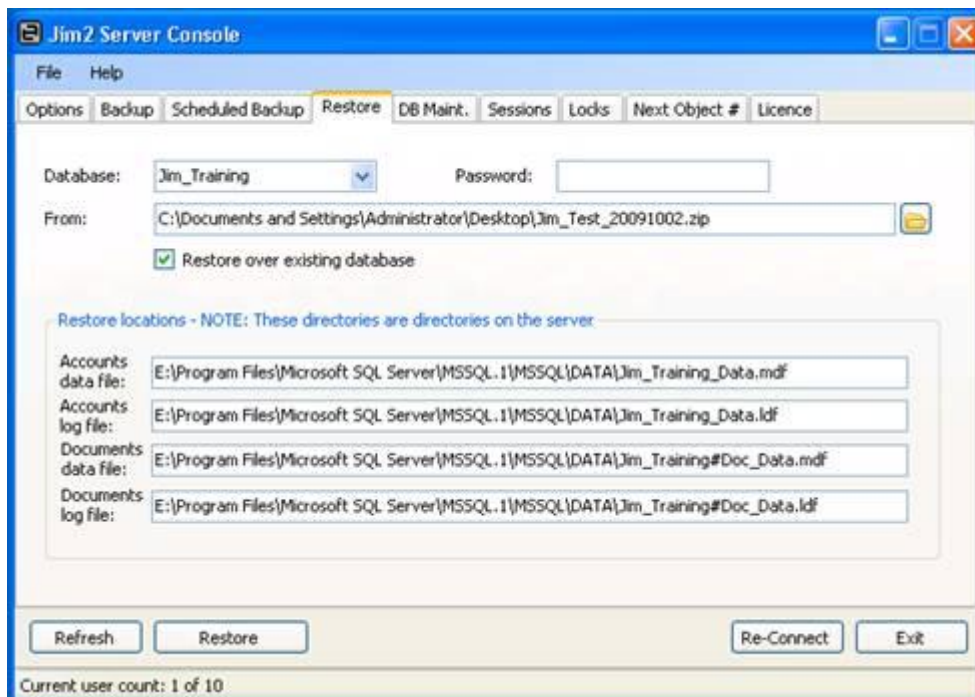 Jim2 Server Console
File Help
Options Backup Scheduled Backup Restore DB Maint. Sessions Locks Next Object # Licence
Database: Jim_Training Password:
From: C:\Documents and Settings\Administrator\Desktop\Jim_Test_20091002.zip
Restore over existing database
Restore locations - NOTE: These directories are directories on the server
Accounts
data file: E:\Program Files\Microsoft SQL Server\MSSQL.1\MSSQL\DATA\Jim_Training_Data.mdf
Accounts
log file: E:\Program Files\Microsoft SQL Server\MSSQL.1\MSSQL\DATA\Jim_Training_Data.ldf
Documents
data file: E:\Program Files\Microsoft SQL Server\MSSQL.1\MSSQL\DATA\Jim_Training#Doc_Data.mdf
Documents
log file: E:\Program Files\Microsoft SQL Server\MSSQL.1\MSSQL\DATA\Jim_Training#Doc_Data.ldf
Refresh Restore Re-Connect Exit
Current user count: 1 of 10